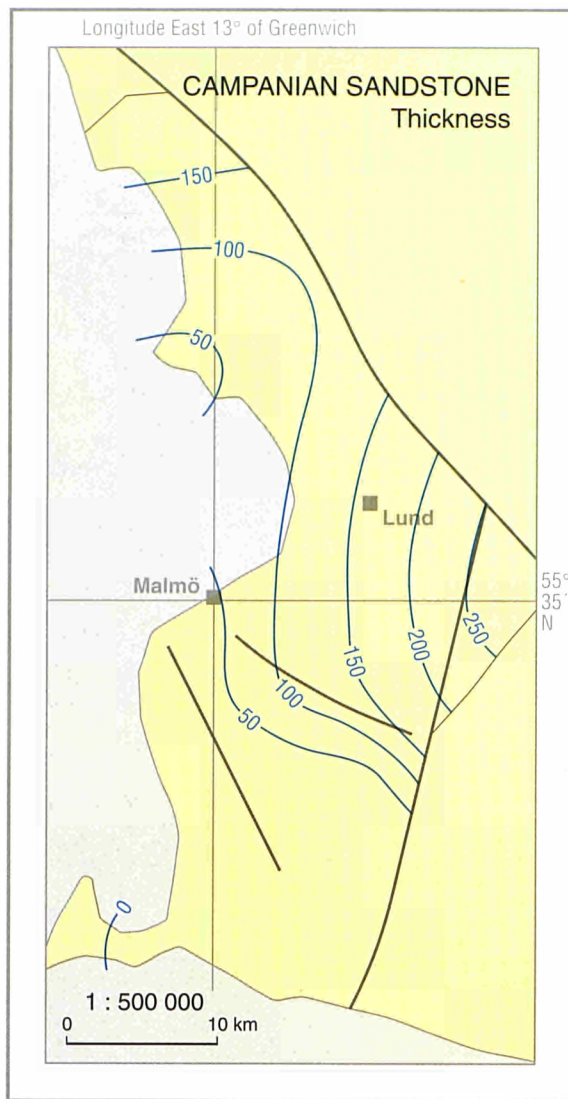 Longitude East 13° of Greenwich
CAMPANIAN SANDSTONE
Thickness
150
100
50
Lund
Malmö
55°
35´
N
250
200
150
100
50
0
1 : 500 000
0 10 km